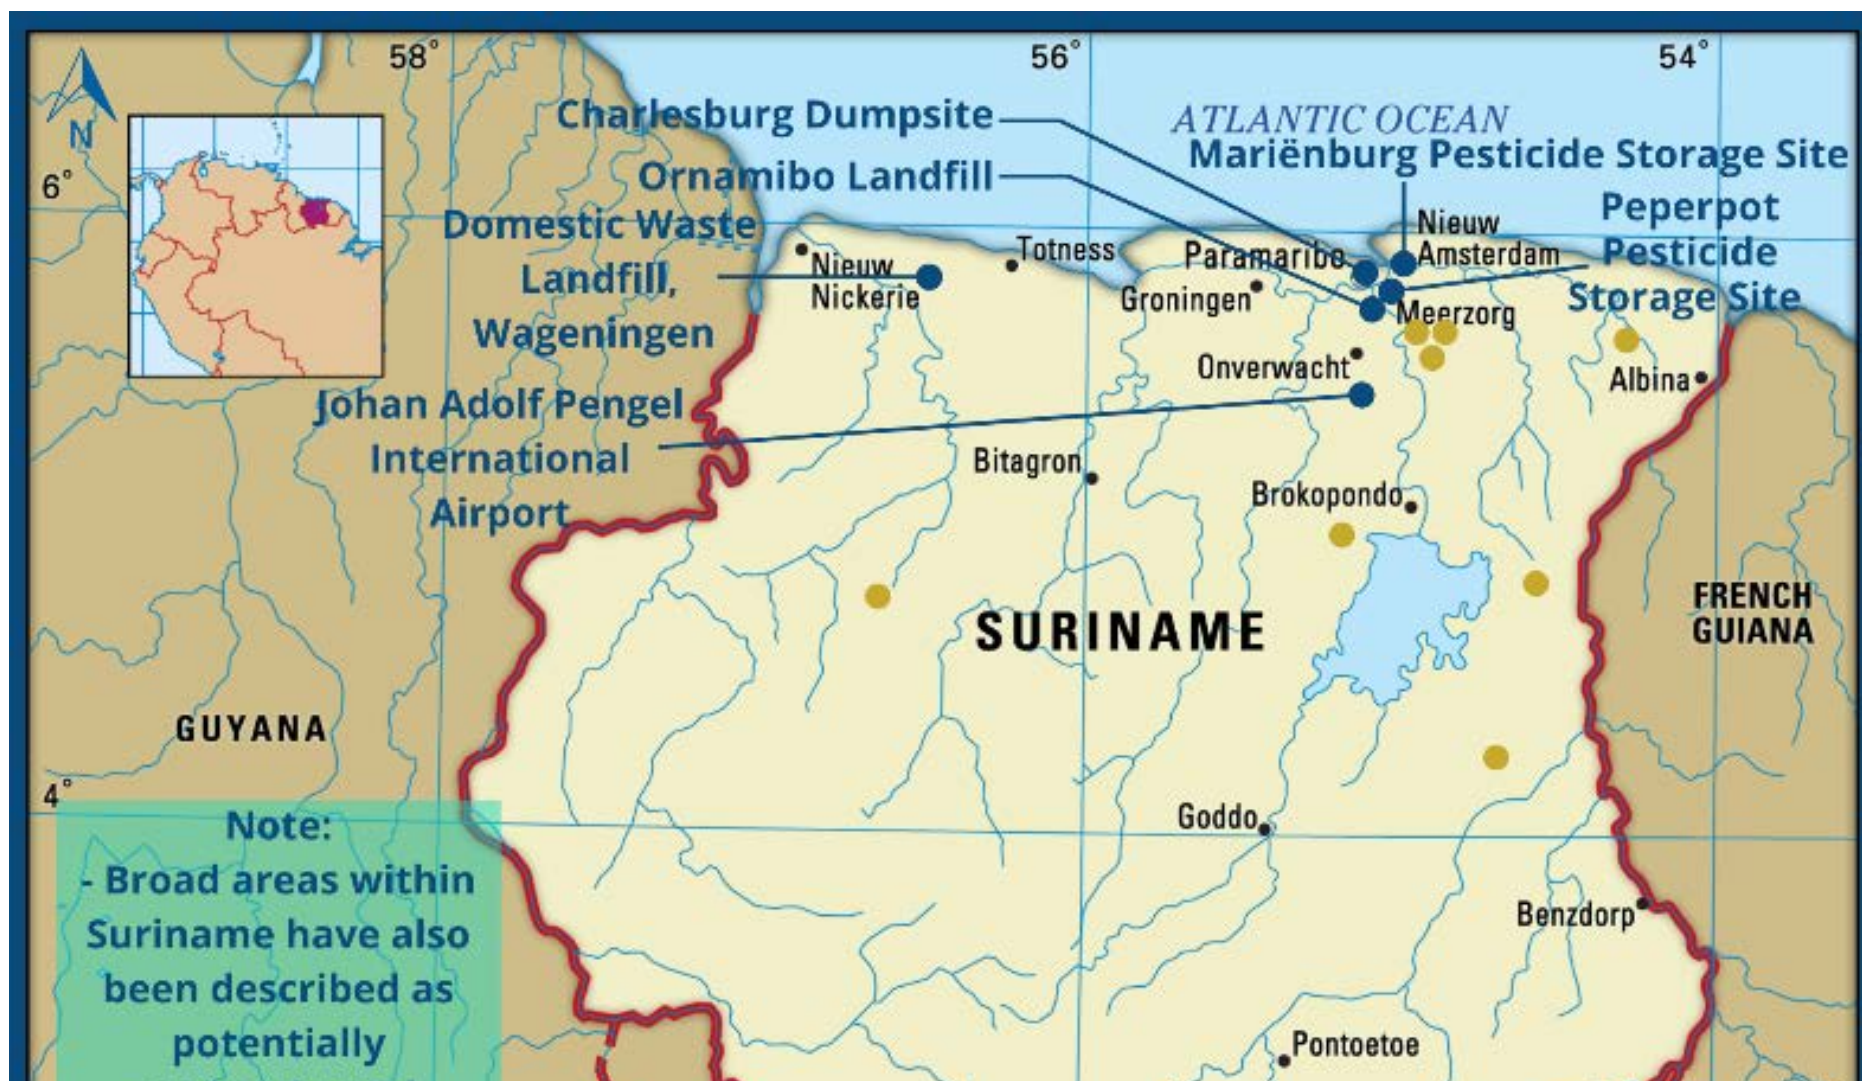 58°
56°
54°
N
6°
Charlesburg Dumpsite
ATLANTIC OCEAN
Mariënburg Pesticide Storage Site
Ornamibo Landfill
Peperpot
Pesticide
Storage Site
Domestic Waste
Landfill,
Wageningen
Nieuw
Nickerie
Totness
Paramaribo
Groningen
Nieuw
Amsterdam
Meerzorg
Onverwacht
Albina
Johan Adolf Pengel
International
Airport
Bitagron
Brokopondo
SURINAME
FRENCH
GUIANA
GUYANA
4°
Goddo
Benzdorp
Pontoetoe
Note:
- Broad areas within
Suriname have also
been described as
potentially